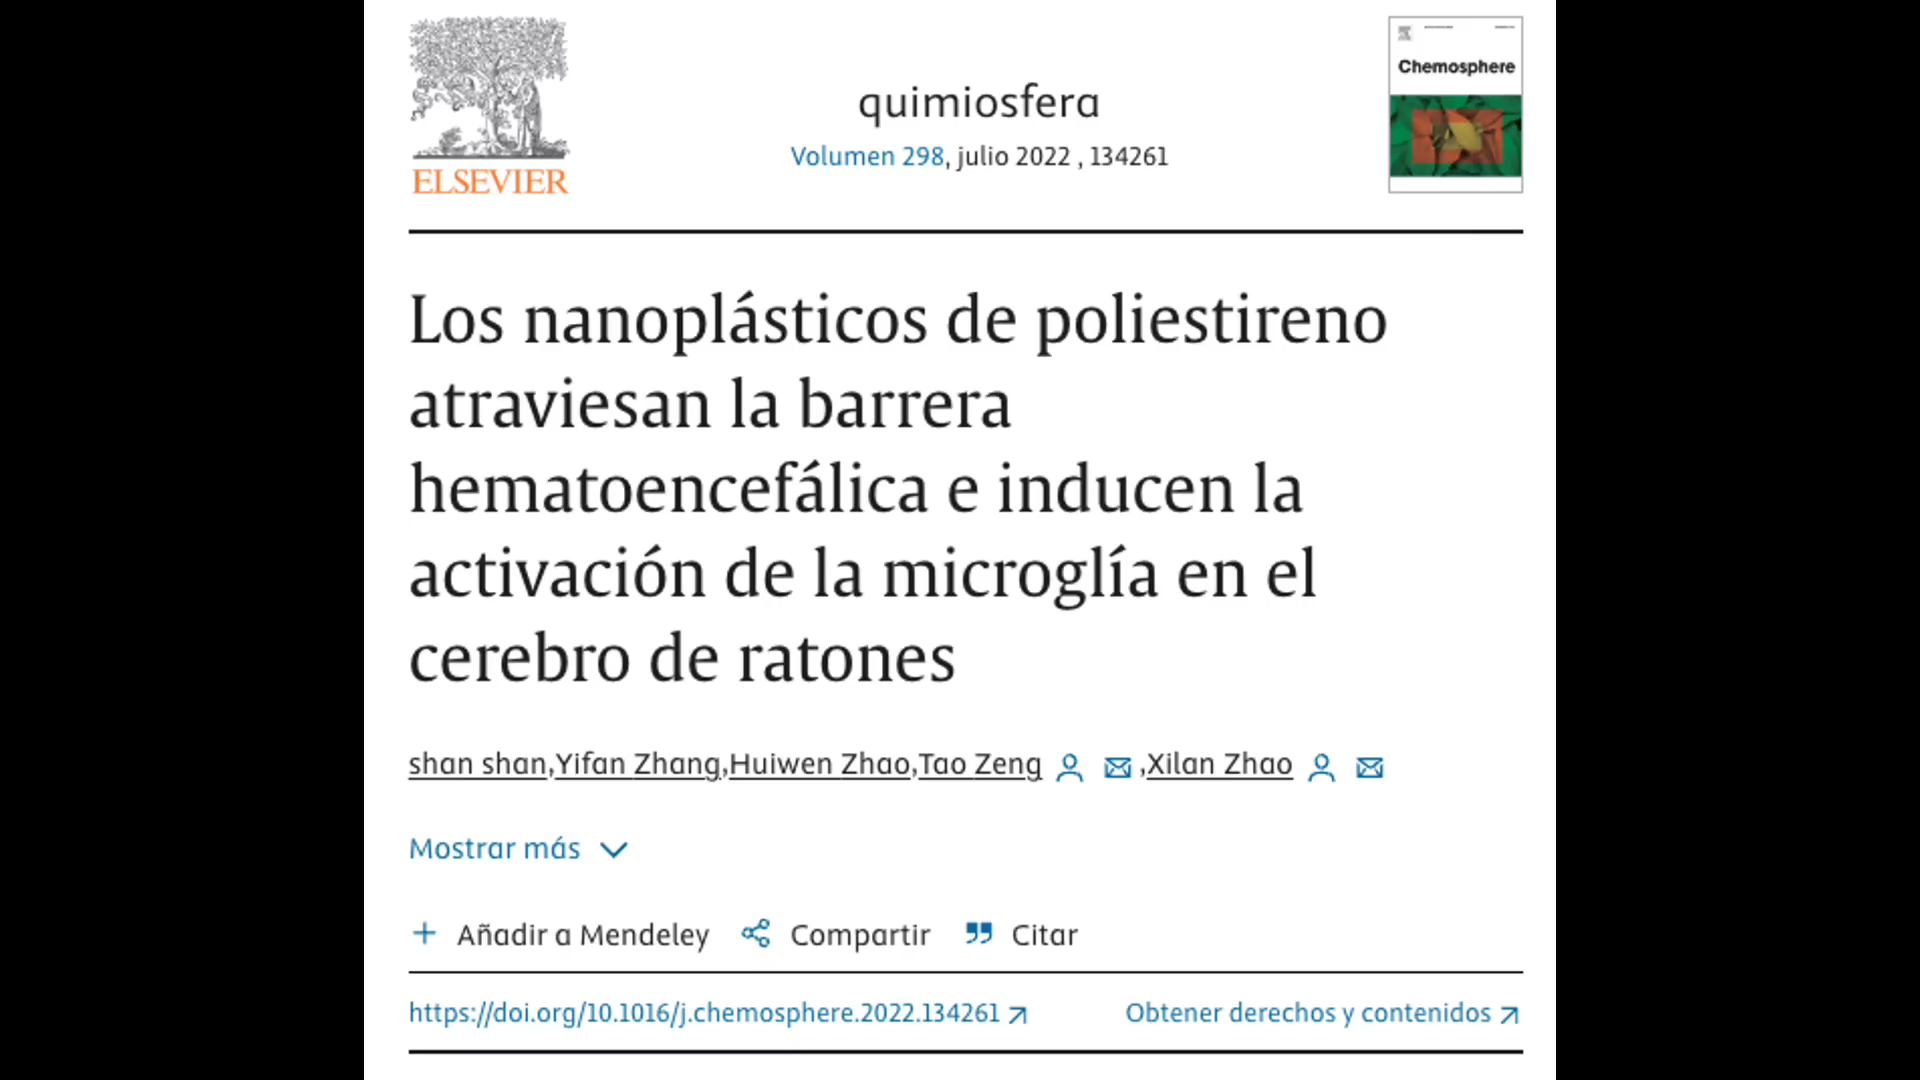 ELSEVIER
quimiosfera
Volumen 298, julio 2022 , 134261
Chemosphere
Los nanoplásticos de poliestireno
atraviesan la barrera
hematoencefálica e inducen la
activación de la microglía en el
cerebro de ratones
shan shan,Yifan Zhang,Huiwen Zhao,Tao Zeng ,Xilan Zhao
Mostrar más
+ Añadir a Mendeley Compartir Citar
https://doi.org/10.1016/j.chemosphere.2022.134261 Obtener derechos y contenidos